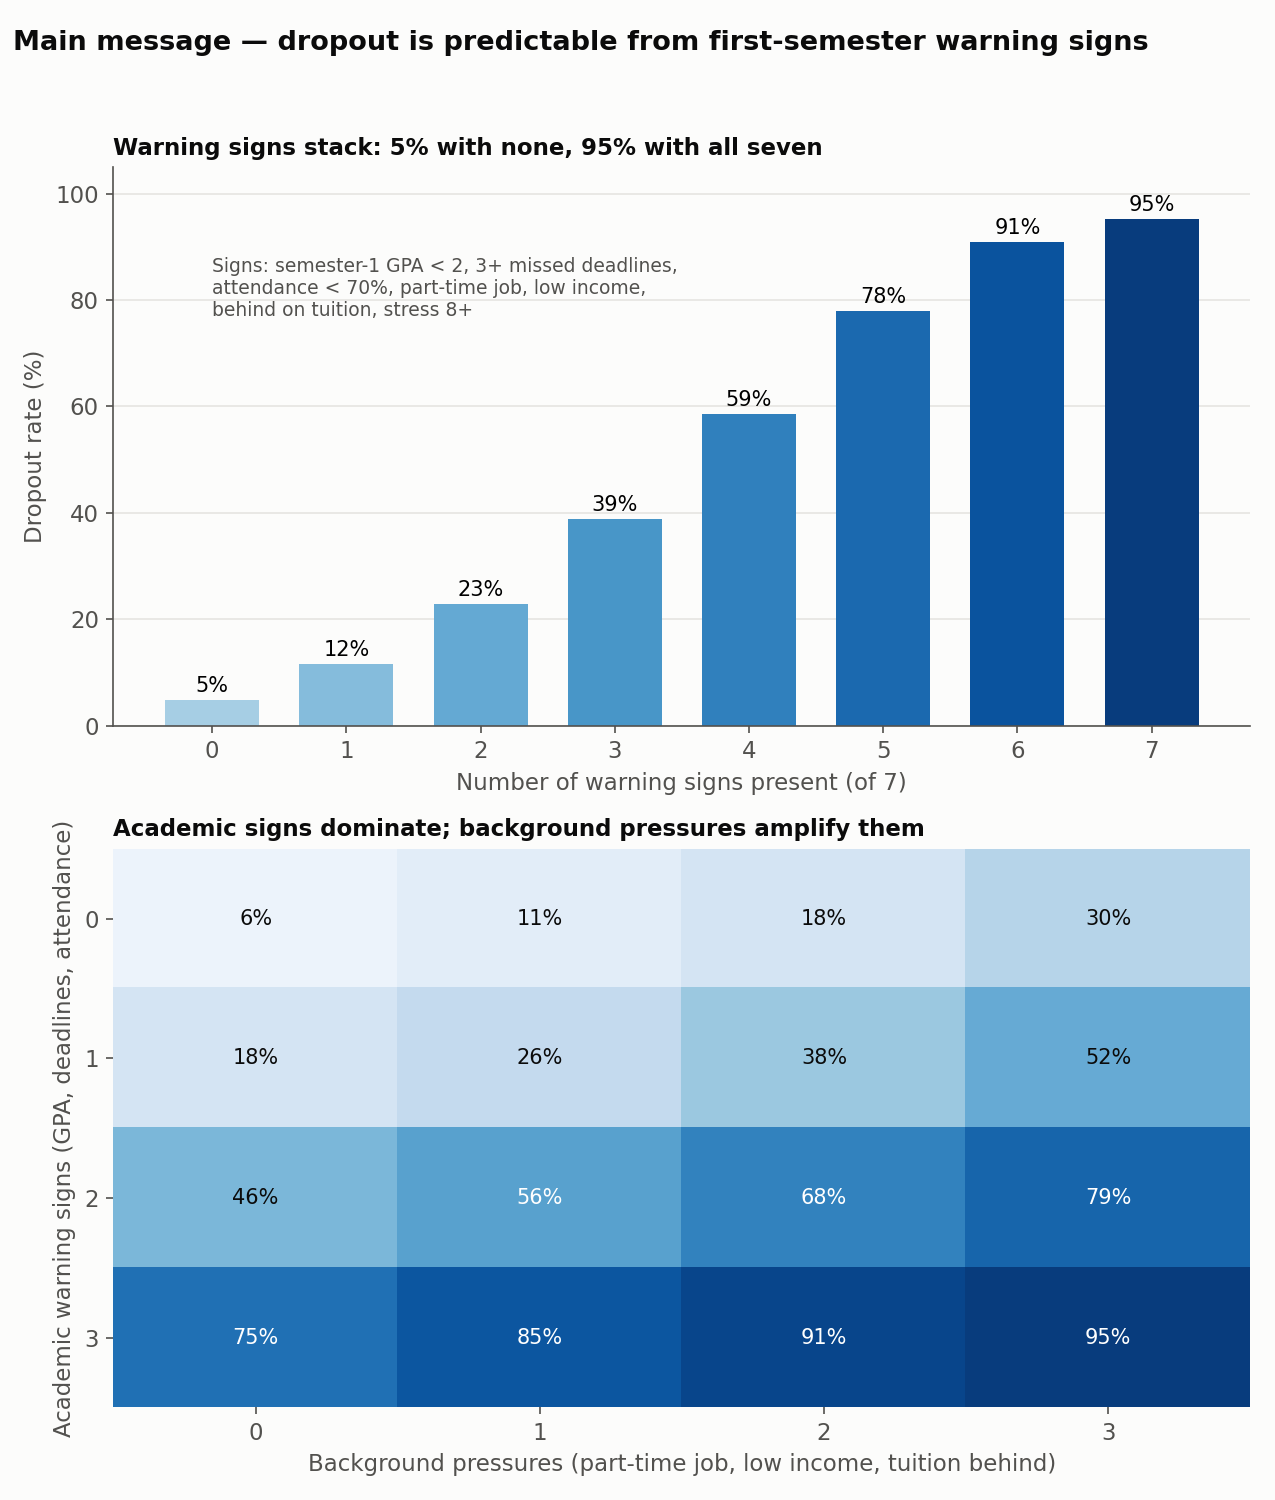 Main message — dropout is predictable from first-semester warning signs
Warning signs stack: 5% with none, 95% with all seven
Dropout rate (%)
100
80
60
40
20
0
Signs: semester-1 GPA < 2, 3+ missed deadlines,
attendance < 70%, part-time job, low income,
behind on tuition, stress 8+
5%
12%
23%
39%
59%
78%
91%
95%
0 1 2 3 4 5 6 7
Number of warning signs present (of 7)
Academic signs dominate; background pressures amplify them
Academic warning signs (GPA, deadlines, attendance)
0 6% 11% 18% 30%
1 18% 26% 38% 52%
2 46% 56% 68% 79%
3 75% 85% 91% 95%
0 1 2 3
Background pressures (part-time job, low income, tuition behind)